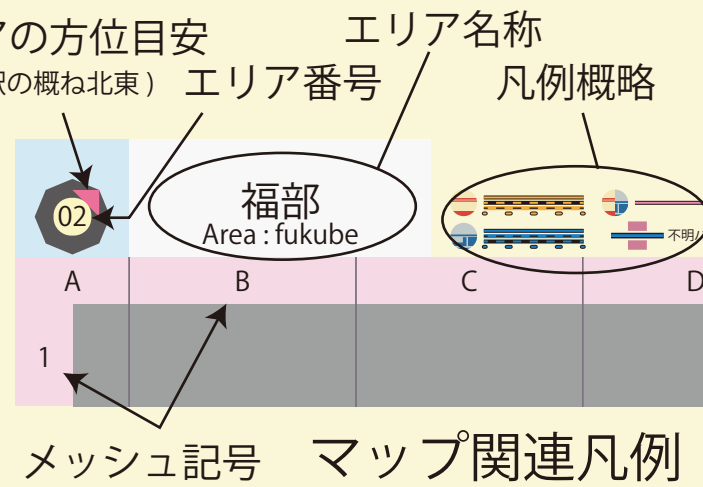 アの方位目安
エリア名称
駅の概ね北東)
エリア番号
凡例概略
02
福部
Area : fukube
不明バ
A
B
C
D
1
メッシュ記号
マップ関連凡例